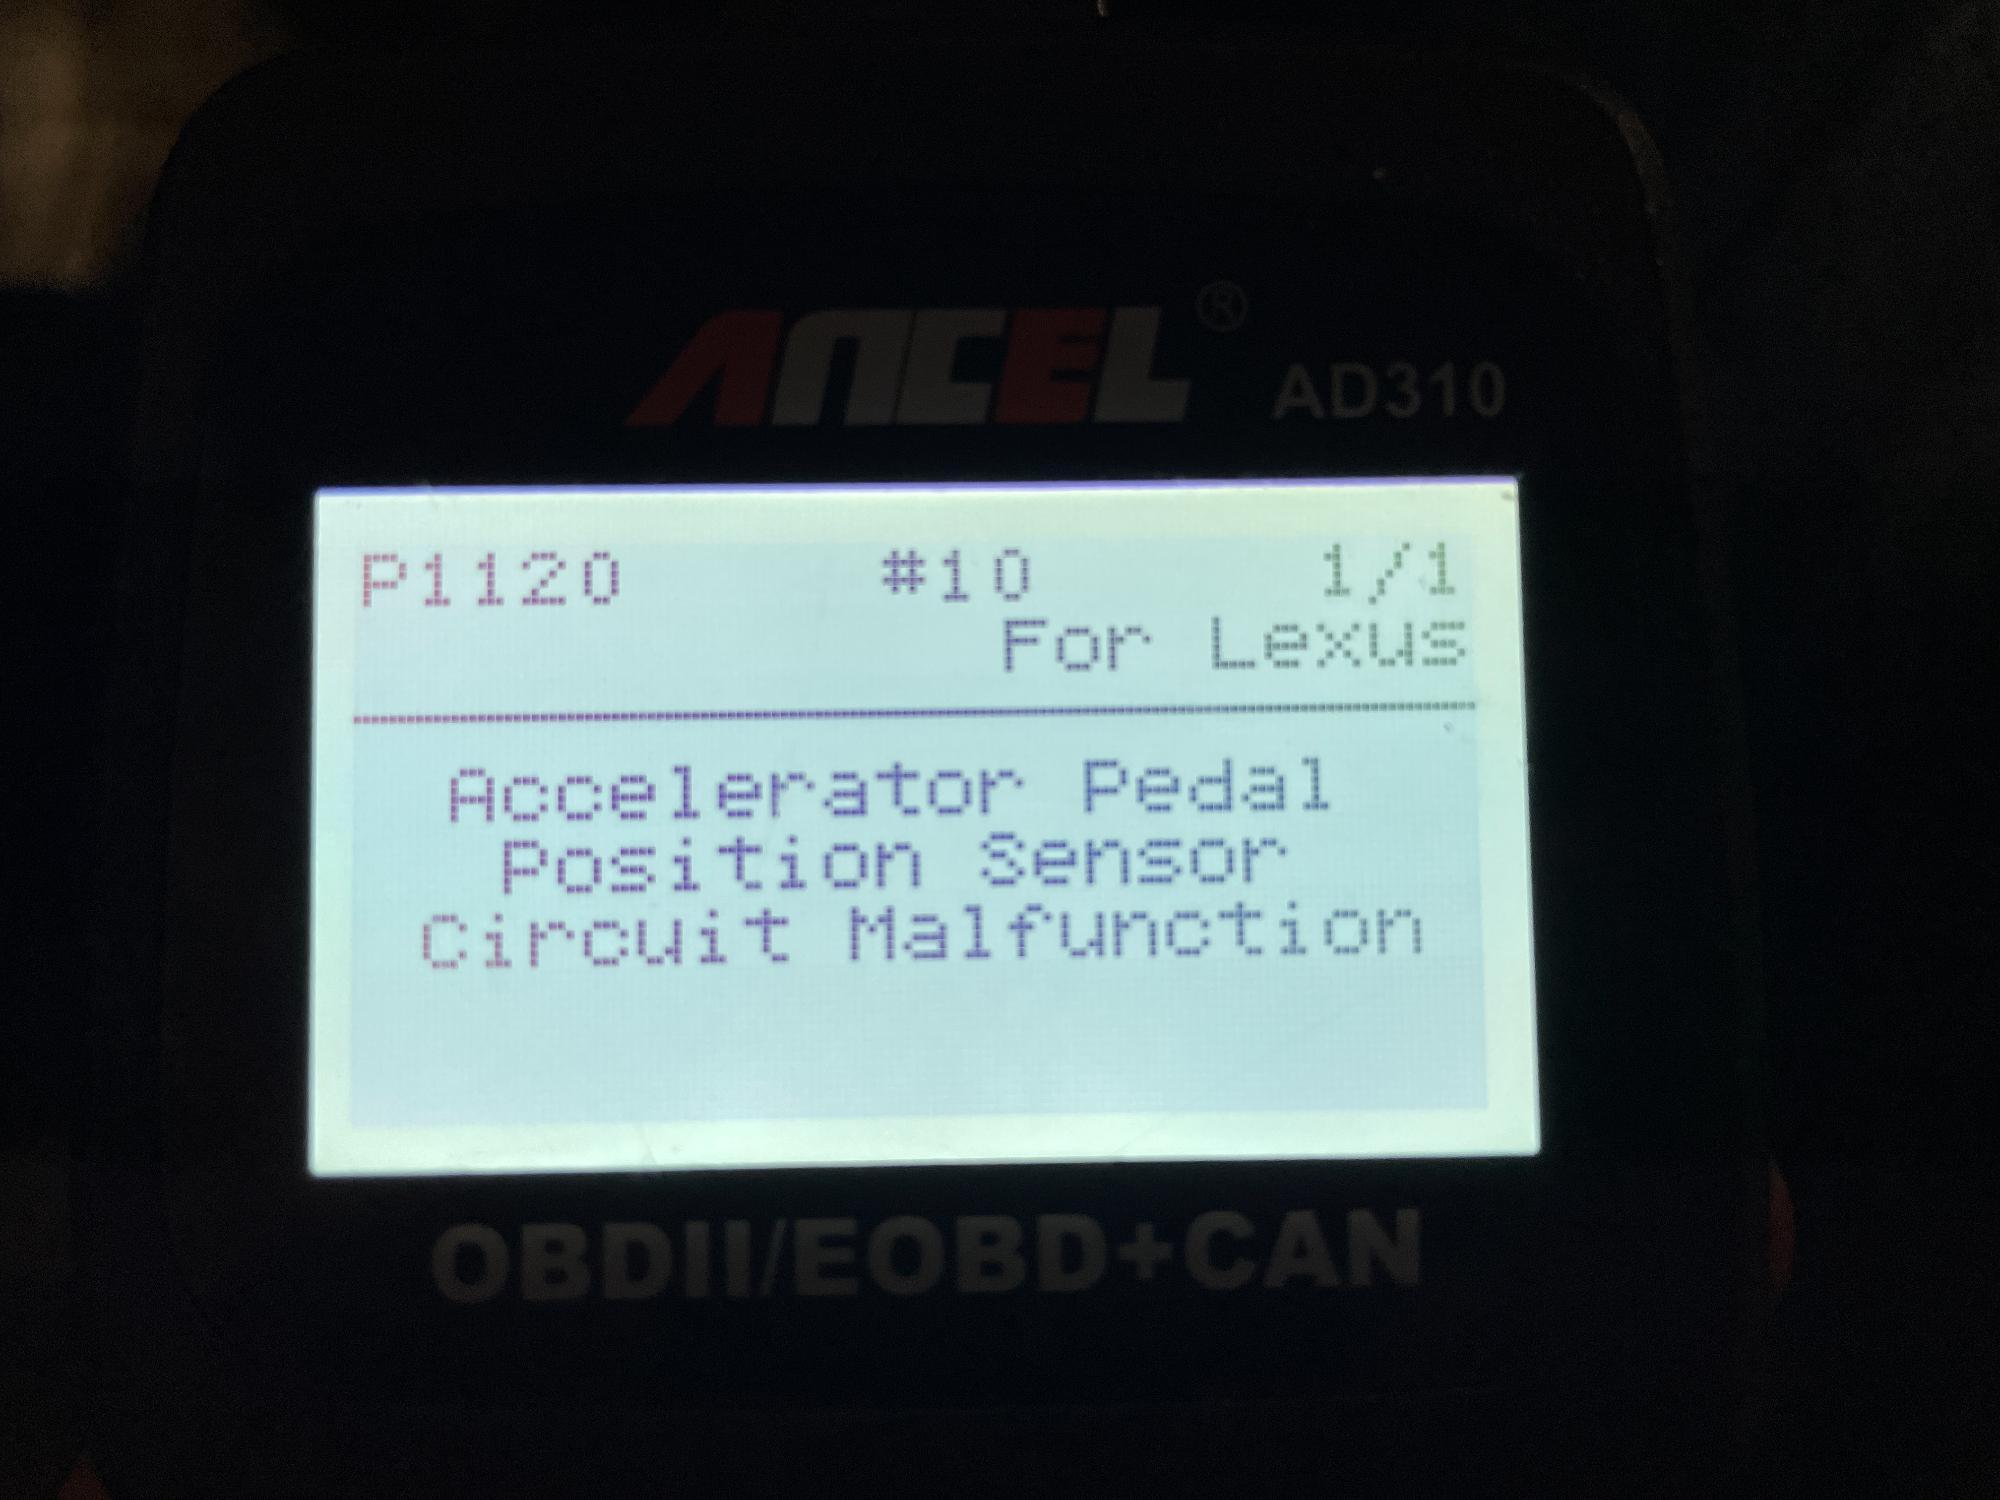 ANCEL®
AD310
P1120 #10 1/1
For Lexus
Accelerator Pedal
Position Sensor
Circuit Malfunction
OBDII/EOBD+CAN